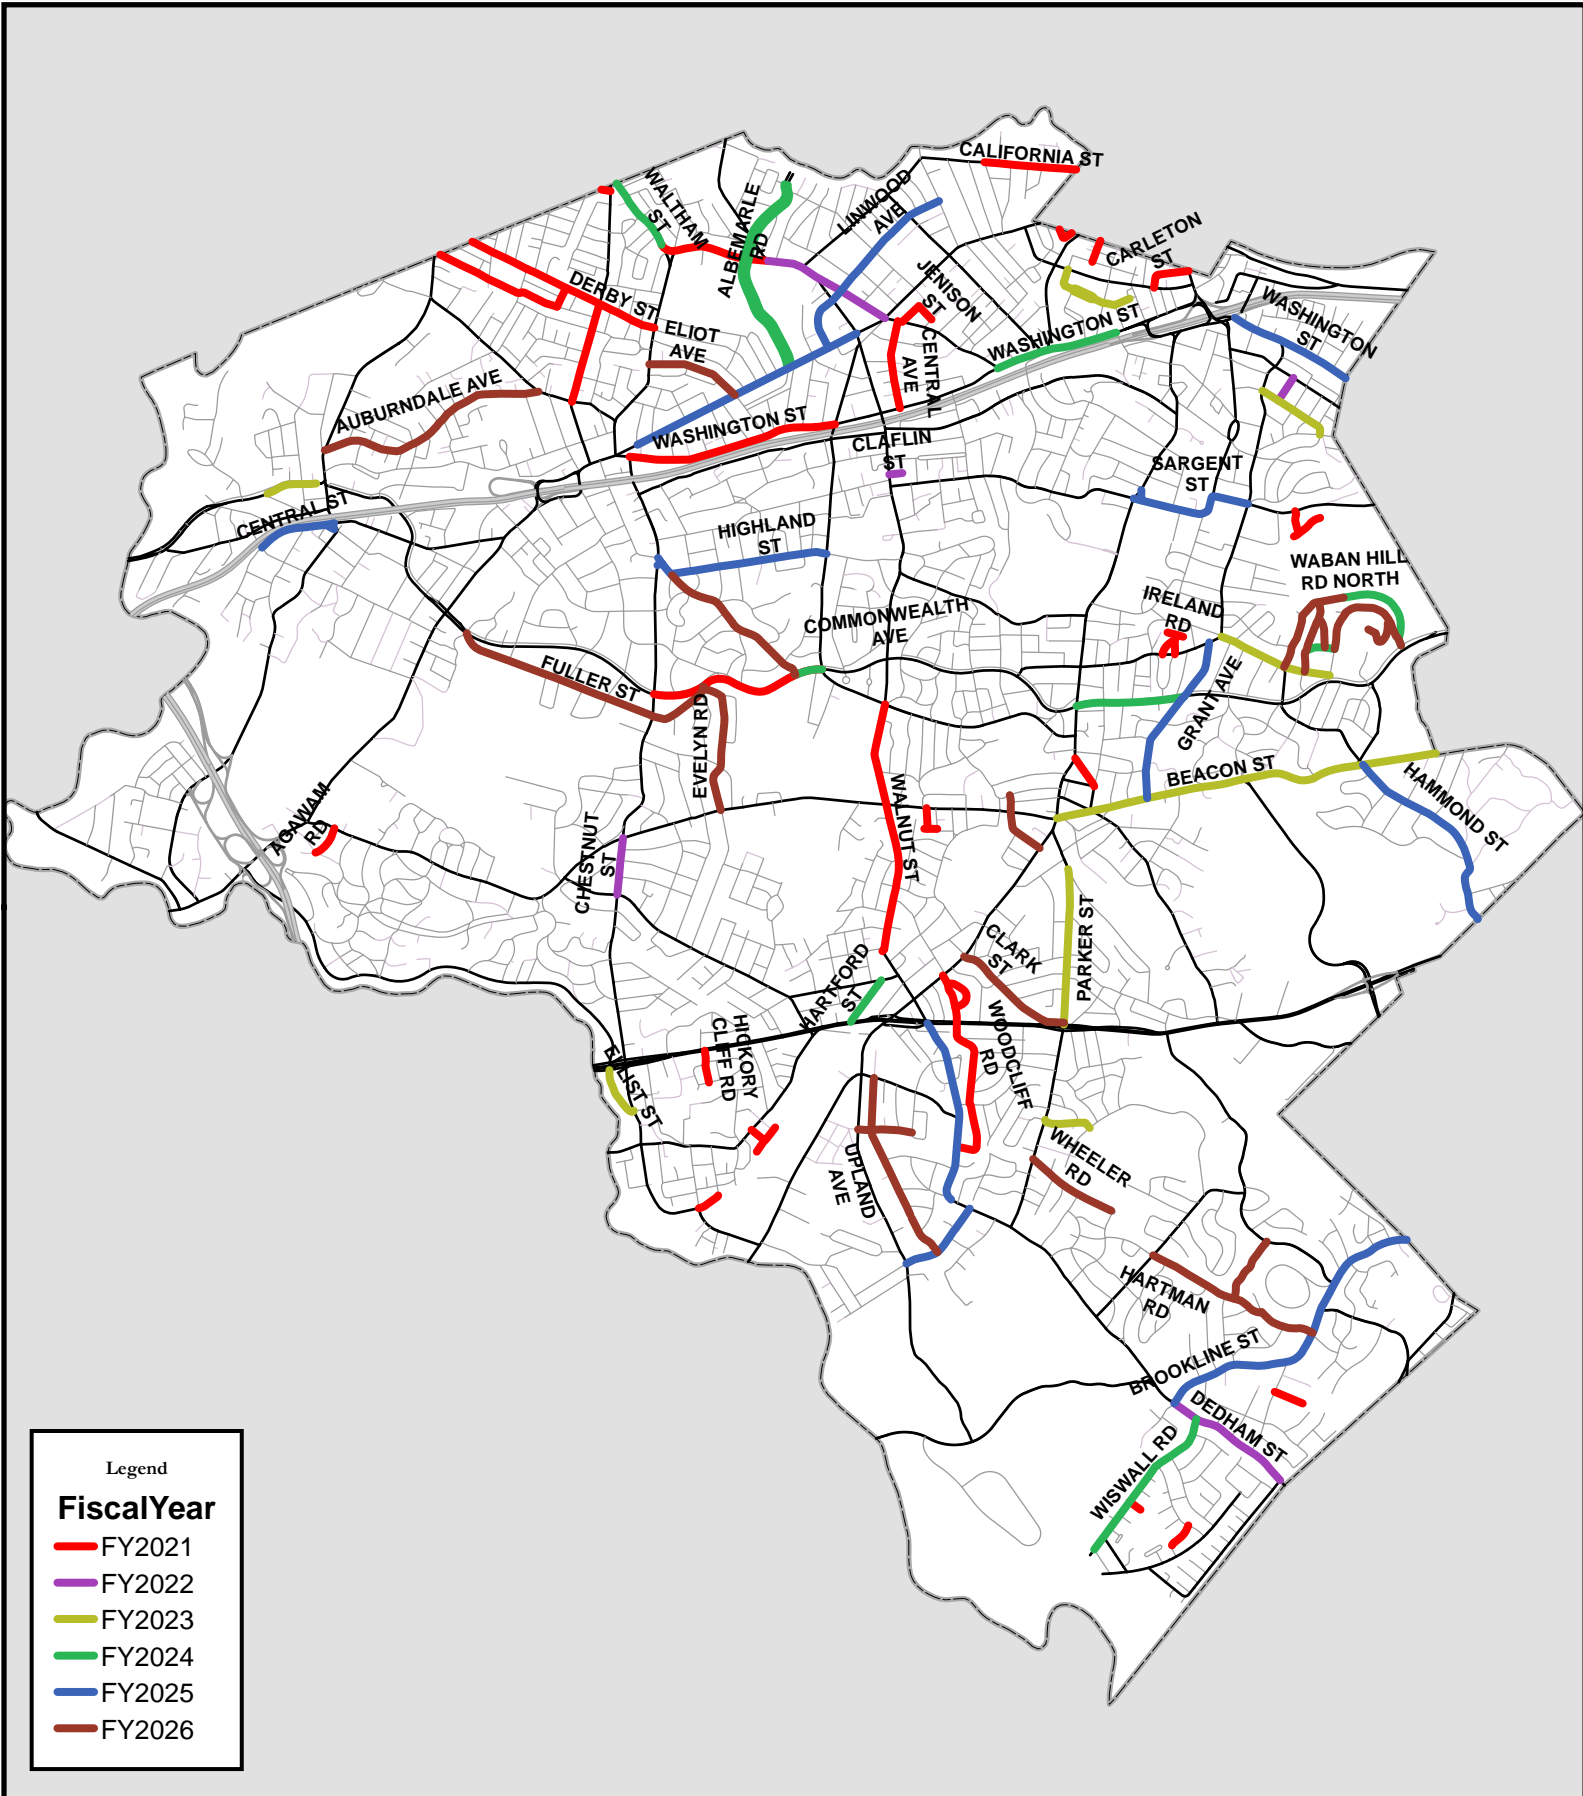 CALIFORNIA ST
WALTHAM
ST
ALBEMARLE
RD
LINWOOD
AVE
CARLETON
ST
JENISON
ST
DERBY ST
ELIOT
AVE
CENTRAL
AVE
WASHINGTON ST
WASHINGTON
ST
AUBURNDALE AVE
WASHINGTON ST
CLAFLIN
ST
SARGENT
ST
CENTRAL ST
HIGHLAND
ST
WABAN HILL
RD NORTH
IRELAND
RD
COMMONWEALTH
AVE
FULLER ST
EVELYN RD
GRANT AVE
BEACON ST
HAMMOND ST
WALNUT ST
AGAWAM
RD
CHESTNUT
ST
PARKER ST
CLARK
ST
HARTFORD
ST
HICKORY
CLIFF RD
WOODCLIFF
RD
ELLIST ST
WHEELER
RD
UPLAND
AVE
HARTMAN
RD
BROOKLINE ST
DEDHAM ST
WISWALL RD
Legend
FiscalYear
FY2021
FY2022
FY2023
FY2024
FY2025
FY2026